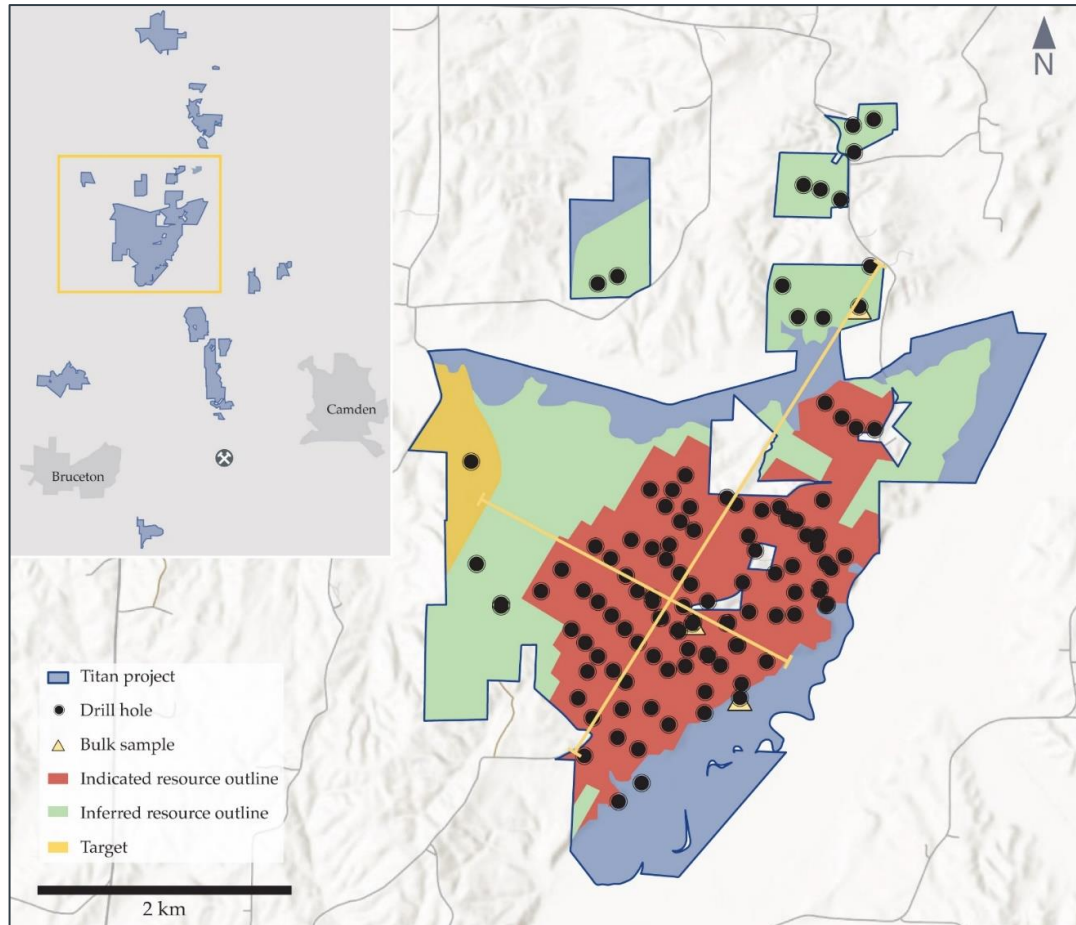 N
Camden
Bruceton
Titan project
Drill hole
Bulk sample
Indicated resource outline
Inferred resource outline
Target
2 km